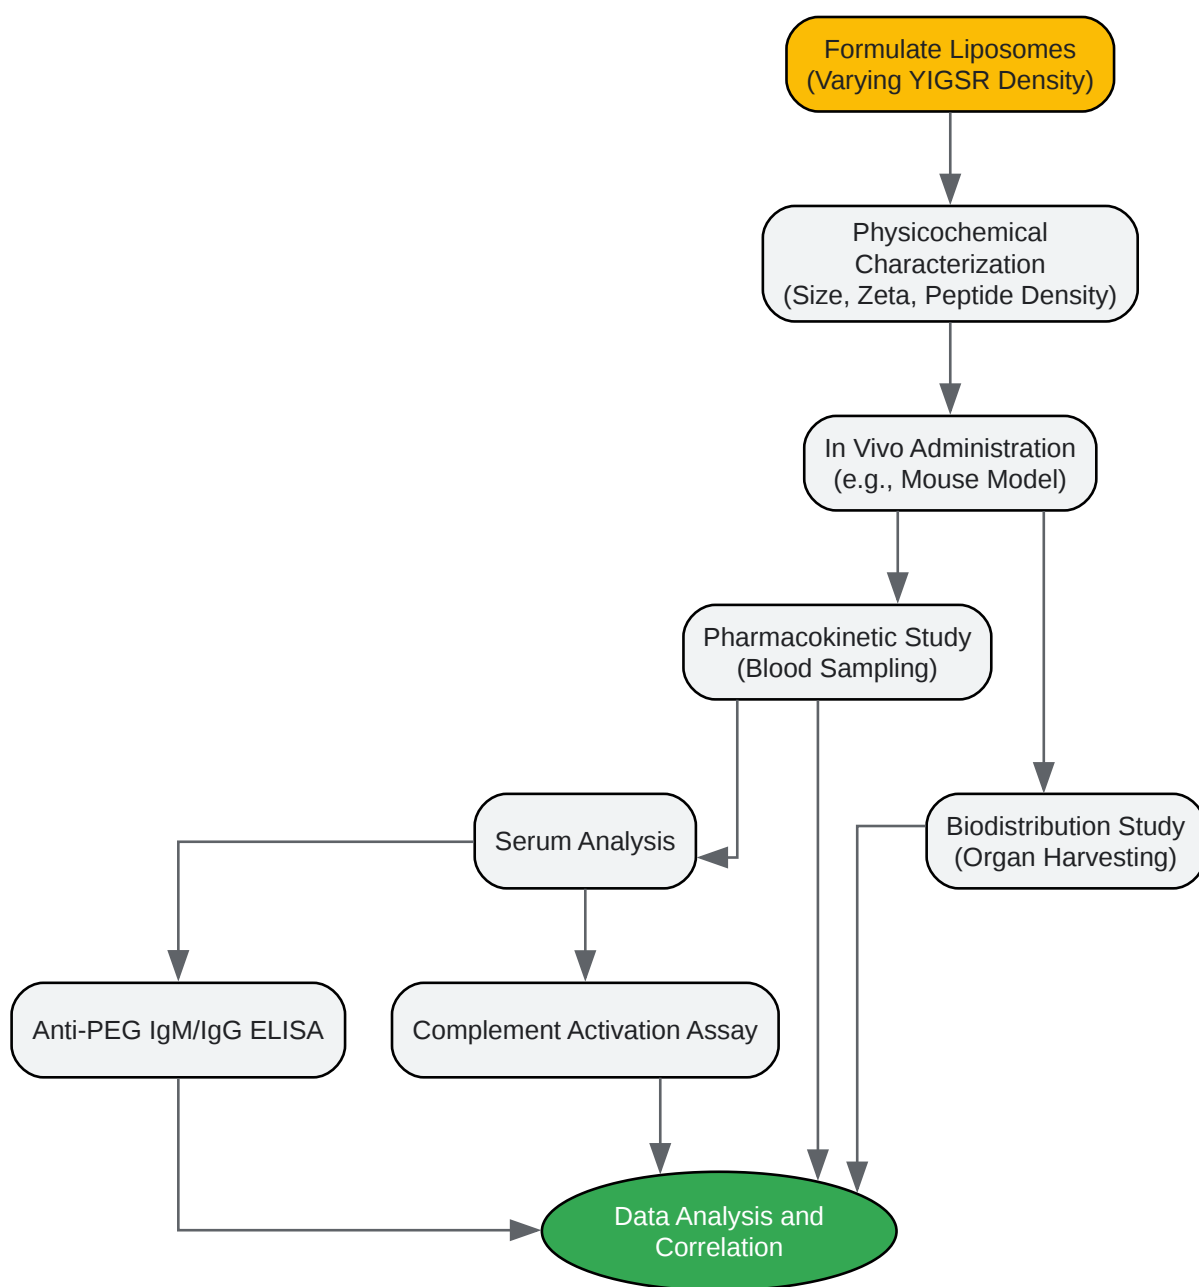 Formulate Liposomes
(Varying YIGSR Density)
Physicochemical
Characterization
(Size, Zeta, Peptide Density)
In Vivo Administration
(e.g., Mouse Model)
Pharmacokinetic Study
(Blood Sampling)
Serum Analysis
Biodistribution Study
(Organ Harvesting)
Anti-PEG IgM/IgG ELISA
Complement Activation Assay
Data Analysis and
Correlation